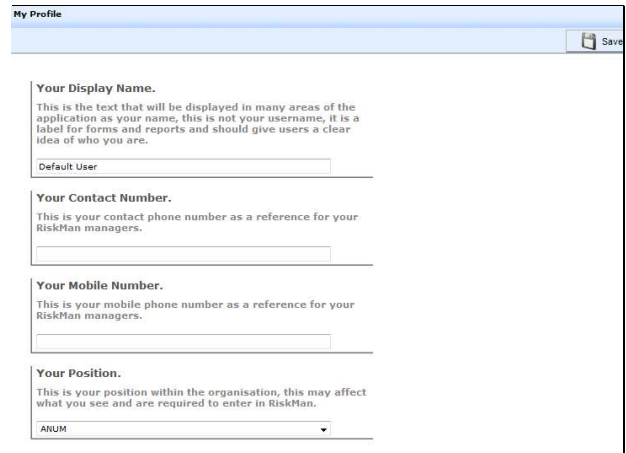 My Profile
Save
Your Display Name.
This is the text that will be displayed in many areas of the
application as your name, this is not your username, it is a
label for forms and reports and should give users a clear
idea of who you are.
Default User
Your Contact Number.
This is your contact phone number as a reference for your
RiskMan managers.
Your Mobile Number.
This is your mobile phone number as a reference for your
RiskMan managers.
Your Position.
This is your position within the organisation, this may affect
what you see and are required to enter in RiskMan.
ANUM